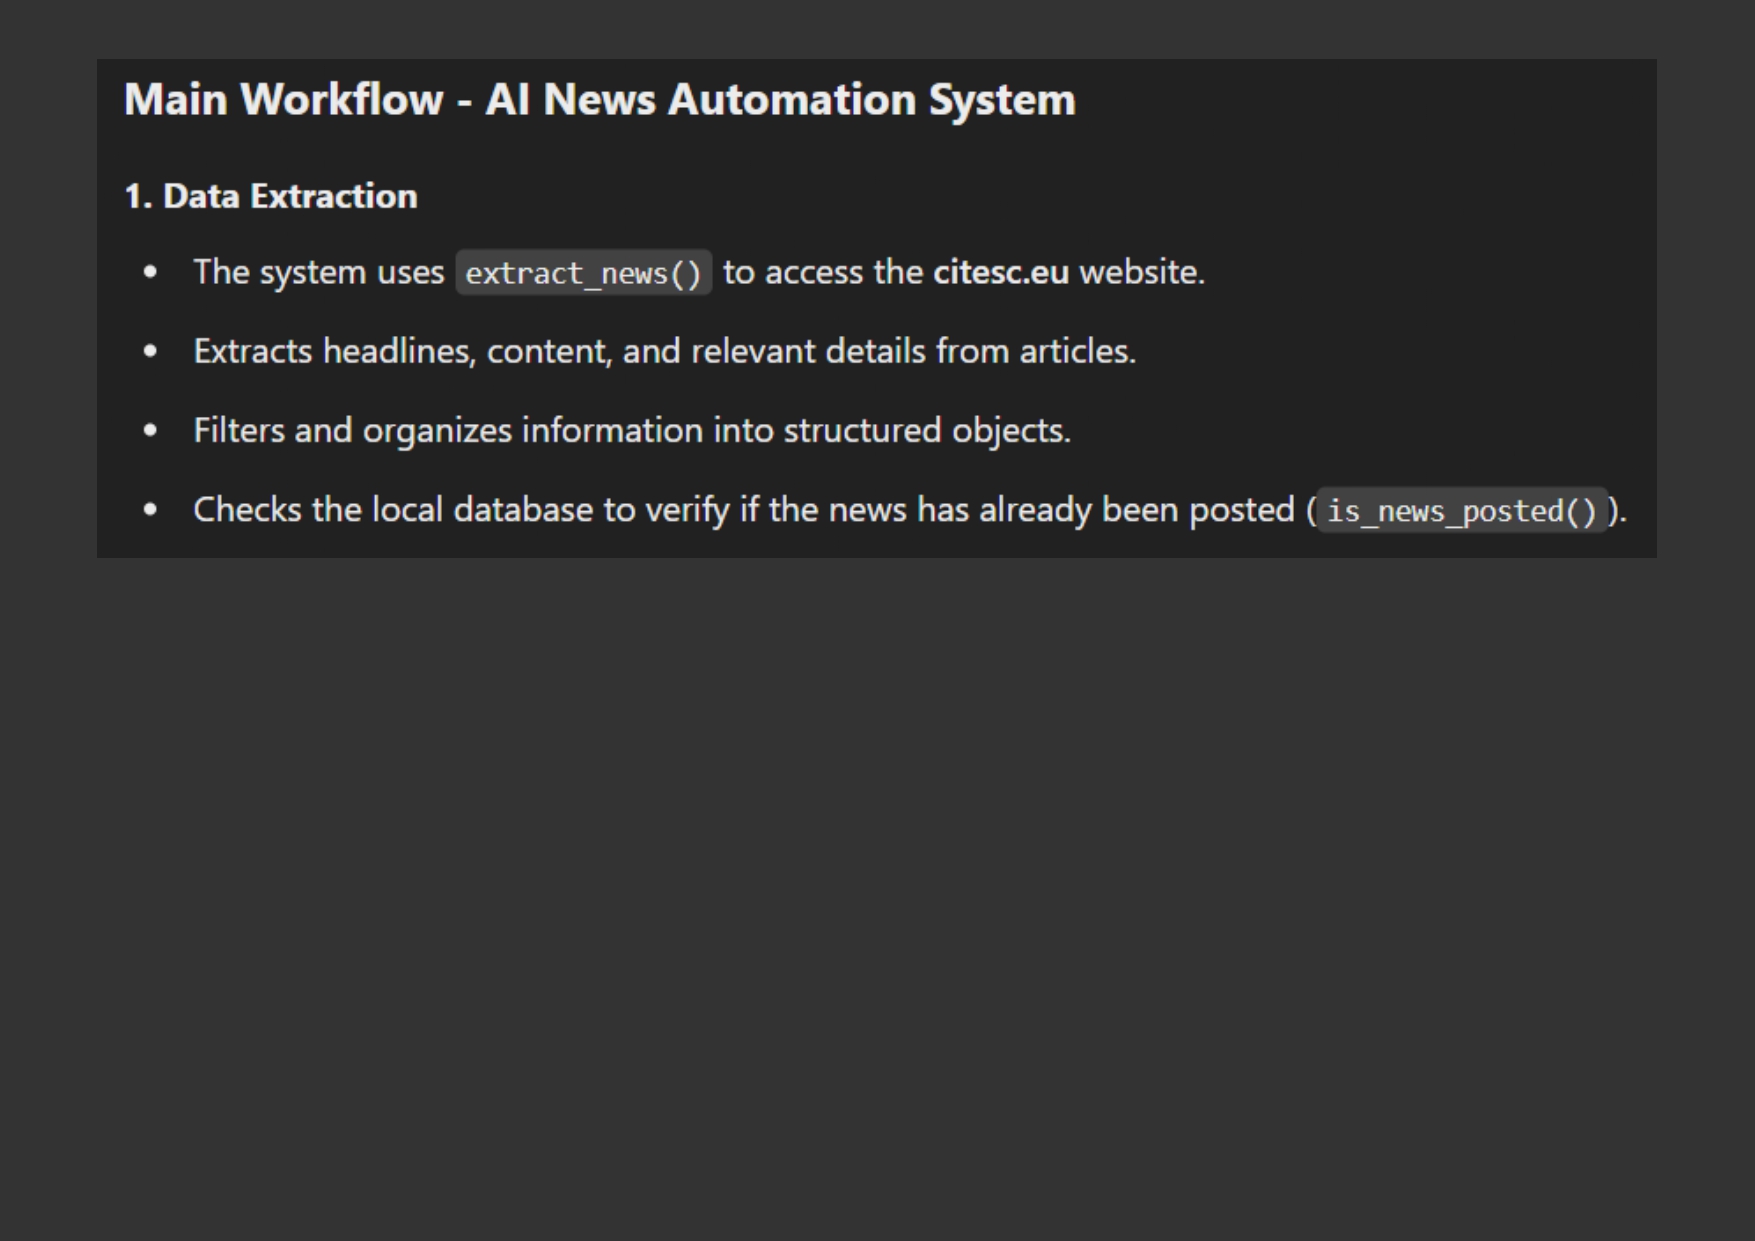 Main Workflow - AI News Automation System
1. Data Extraction
• The system uses extract_news() to access the citesc.eu website.
• Extracts headlines, content, and relevant details from articles.
• Filters and organizes information into structured objects.
• Checks the local database to verify if the news has already been posted (is_news_posted()).